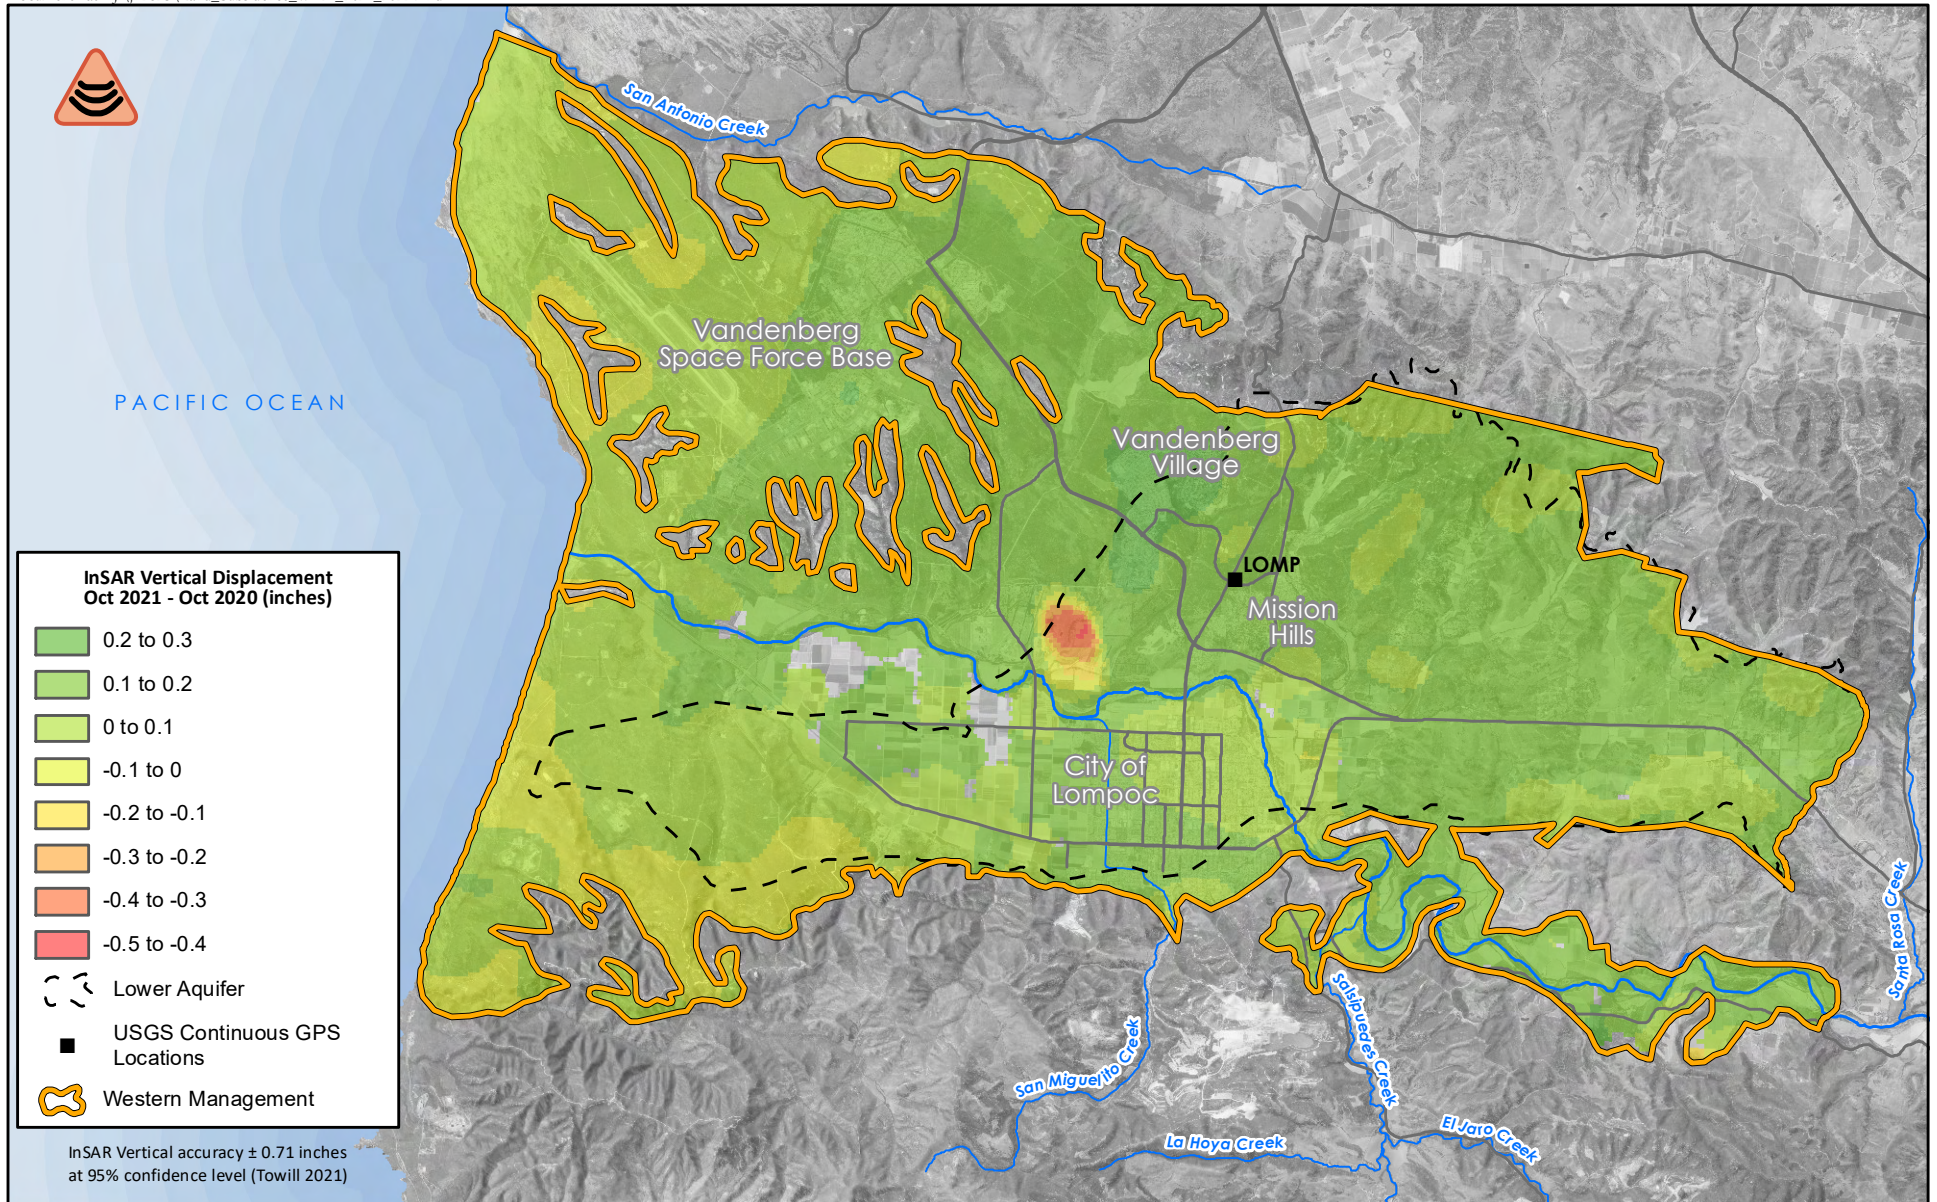 San Antonio Creek
Vandenberg
Space Force Base
PACIFIC OCEAN
Vandenberg
Village
LOMP
Mission
Hills
City of
Lompoc
InSAR Vertical Displacement
Oct 2021 - Oct 2020 (inches)
0.2 to 0.3
0.1 to 0.2
0 to 0.1
-0.1 to 0
-0.2 to -0.1
-0.3 to -0.2
-0.4 to -0.3
-0.5 to -0.4
Lower Aquifer
USGS Continuous GPS
Locations
Western Management
InSAR Vertical accuracy ± 0.71 inches
at 95% confidence level (Towill 2021)
Santa Rosa Creek
Salsipuedes Creek
San Miguelito Creek
La Hoya Creek
El Jaro Creek